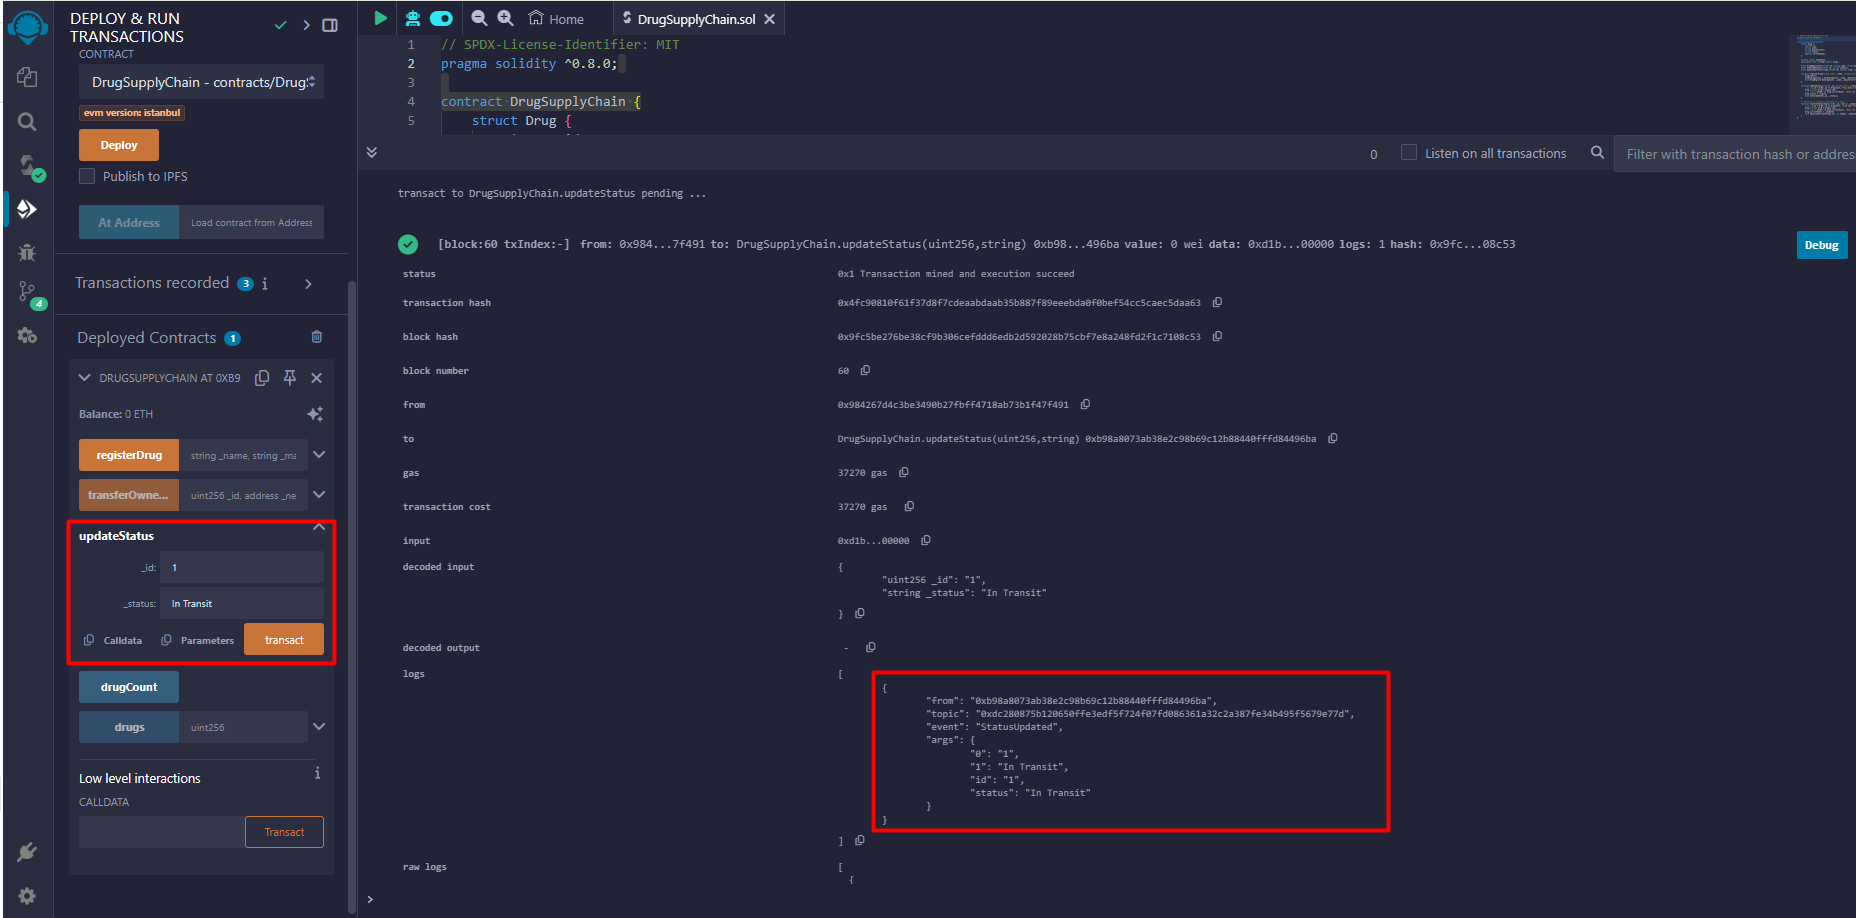 DEPLOY & RUN
TRANSACTIONS
CONTRACT
DrugSupplyChain - contracts/Drug
evm version: istanbul
Deploy
Publish to IPFS
At Address
Load contract from Address
Transactions recorded 3 i
Deployed Contracts 1
DRUGSUPPLYCHAIN AT 0XB9
Balance: 0 ETH
registerDrug
string _name, string _ma
transferOwne...
uint256 _id, address _ne
updateStatus
_id:
1
_status:
In Transit
Calldata
Parameters
transact
drugCount
drugs
uint256
Low level interactions
i
CALLDATA
Transact
4
Home
DrugSupplyChain.sol
1 // SPDX-License-Identifier: MIT
2 pragma solidity ^0.8.0;
3
4 contract DrugSupplyChain {
5 struct Drug {
0
Listen on all transactions
Filter with transaction hash or addres
transact to DrugSupplyChain.updateStatus pending ...
[block:60 txIndex:-] from: 0x984...7f491 to: DrugSupplyChain.updateStatus(uint256,string) 0xb98...496ba value: 0 wei data: 0xd1b...00000 logs: 1 hash: 0x9fc...08c53
Debug
status 0x1 Transaction mined and execution succeed
transaction hash 0x4fc90810f61f37d8f7cdeaabdaab35b887f89eeebda0f0bef54cc5caec5daa63
block hash 0x9fc5be276be38cf9b306cefddd6edb2d592028b75cbf7e8a248fd2f1c7108c53
block number 60
from 0x984267d4c3be3490b27fbff4718ab73b1f47f491
to DrugSupplyChain.updateStatus(uint256,string) 0xb98a8073ab38e2c98b69c12b88440fffd84496ba
gas 37270 gas
transaction cost 37270 gas
input 0xd1b...00000
decoded input {
"uint256 _id": "1",
"string _status": "In Transit"
}
decoded output -
logs [
{
"from": "0xb98a8073ab38e2c98b69c12b88440fffd84496ba",
"topic": "0xdc280875b120650ffe3edf5f724f07fd086361a32c2a387fe34b495f5679e77d",
"event": "StatusUpdated",
"args": {
"0": "1",
"1": "In Transit",
"id": "1",
"status": "In Transit"
}
}
]
raw logs [
{
>